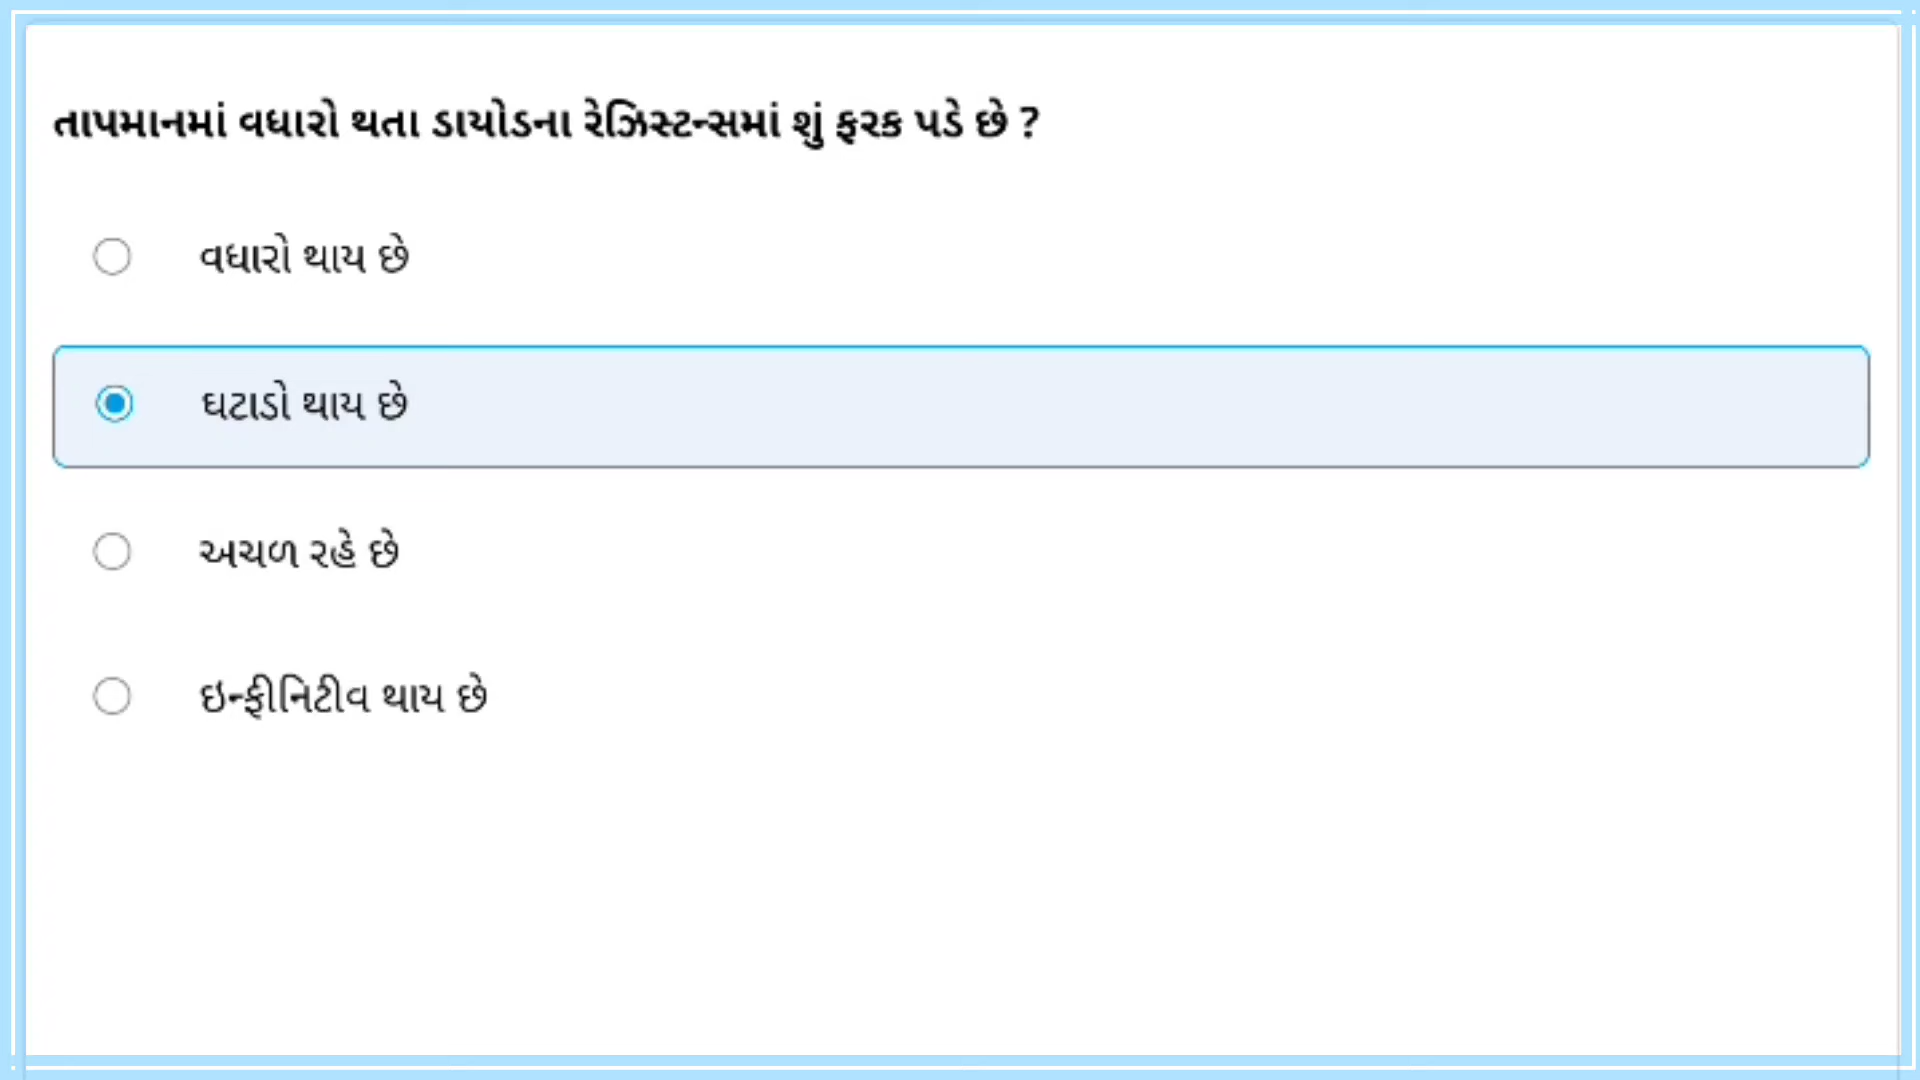 તાપમાનમાં વધારો થતા ડાયોડના રેઝિસ્ટન્સમાં શું ફરક પડે છે ?
વધારો થાય છે
ઘટાડો થાય છે
અચળ રહે છે
ઇન્ફીનિટીવ થાય છે